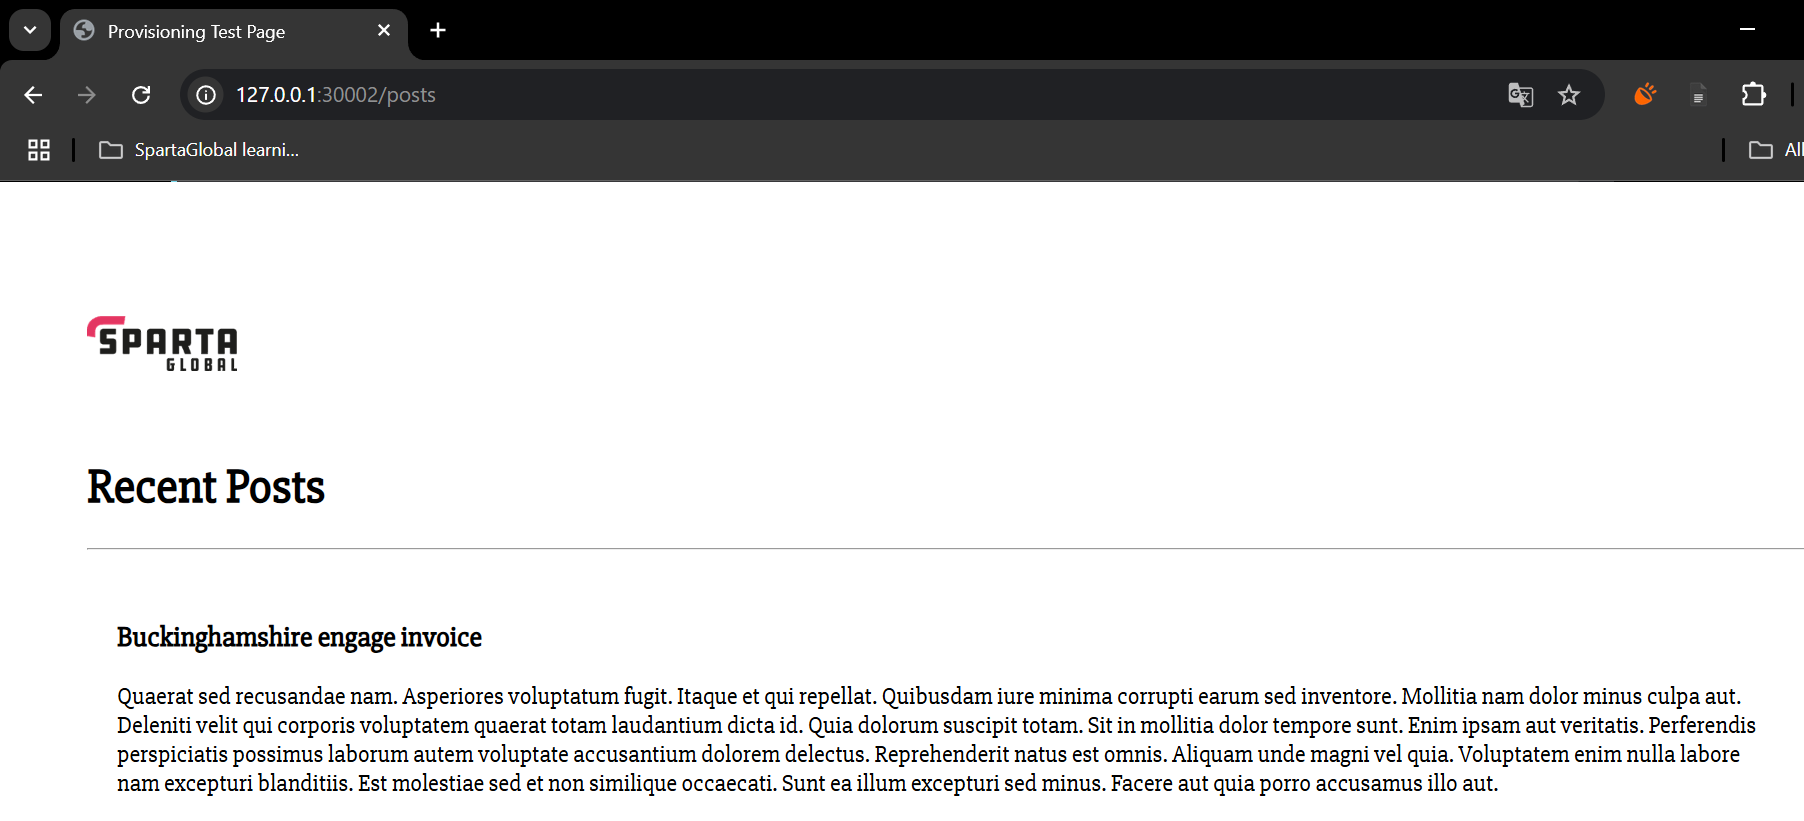 Provisioning Test Page
127.0.0.1:30002/posts
SpartaGlobal learni...
All
SPARTA
GLOBAL
Recent Posts
Buckinghamshire engage invoice
Quaerat sed recusandae nam. Asperiores voluptatum fugit. Itaque et qui repellat. Quibusdam iure minima corrupti earum sed inventore. Mollitia nam dolor minus culpa aut.
Deleniti velit qui corporis voluptatem quaerat totam laudantium dicta id. Quia dolorum suscipit totam. Sit in mollitia dolor tempore sunt. Enim ipsam aut veritatis. Perferendis
perspiciatis possimus laborum autem voluptate accusantium dolorem delectus. Reprehenderit natus est omnis. Aliquam unde magni vel quia. Voluptatem enim nulla labore
nam excepturi blanditiis. Est molestiae sed et non similique occaecati. Sunt ea illum excepturi sed minus. Facere aut quia porro accusamus illo aut.